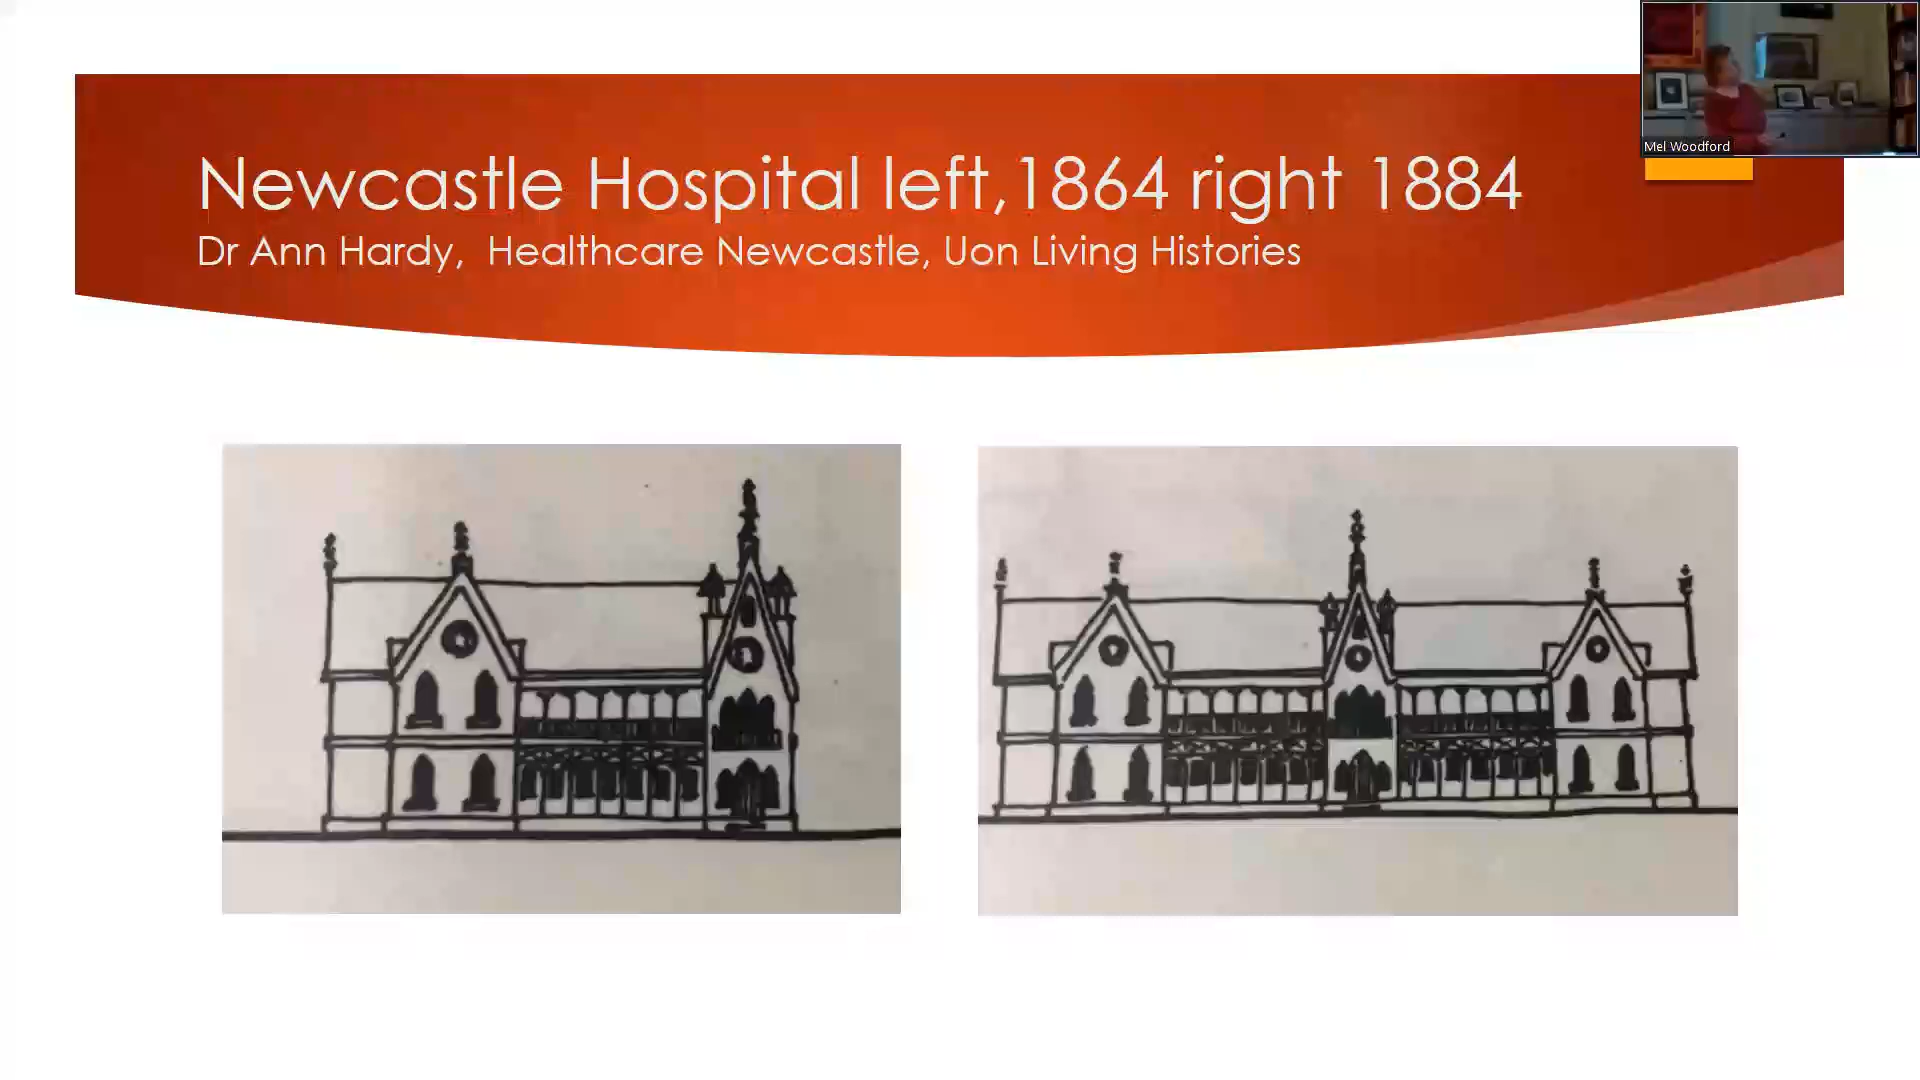 Newcastle Hospital left,1864 right 1884
Dr Ann Hardy,  Healthcare Newcastle, Uon Living Histories
Mel Woodford